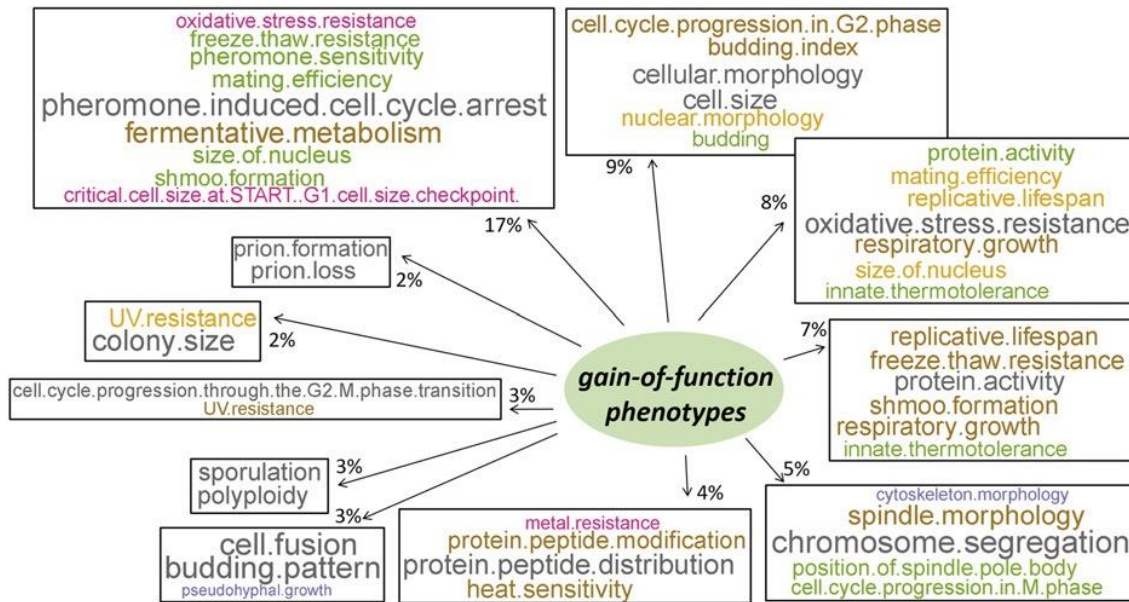 oxidative.stress.resistance
freeze.thaw.resistance
pheromone.sensitivity
mating.efficiency
pheromone.induced.cell.cycle.arrest
fermentative.metabolism
size.of.nucleus
shmoo.formation
critical.cell.size.at.START..G1.cell.size.checkpoint.
17%
cell.cycle.progression.in.G2.phase
budding.index
cellular.morphology
cell.size
nuclear.morphology
budding
9%
protein.activity
mating.efficiency
replicative.lifespan
oxidative.stress.resistance
respiratory.growth
size.of.nucleus
innate.thermotolerance
8%
prion.formation
prion.loss
2%
UV.resistance
colony.size
2%
cell.cycle.progression.through.the.G2.M.phase.transition
UV.resistance
3%
gain-of-function
phenotypes
7%
replicative.lifespan
freeze.thaw.resistance
protein.activity
shmoo.formation
respiratory.growth
innate.thermotolerance
sporulation
polyploidy
3%
cell.fusion
budding.pattern
pseudohyphal.growth
3%
metal.resistance
protein.peptide.modification
protein.peptide.distribution
heat.sensitivity
4%
cytoskeleton.morphology
spindle.morphology
chromosome.segregation
position.of.spindle.pole.body
cell.cycle.progression.in.M.phase
5%